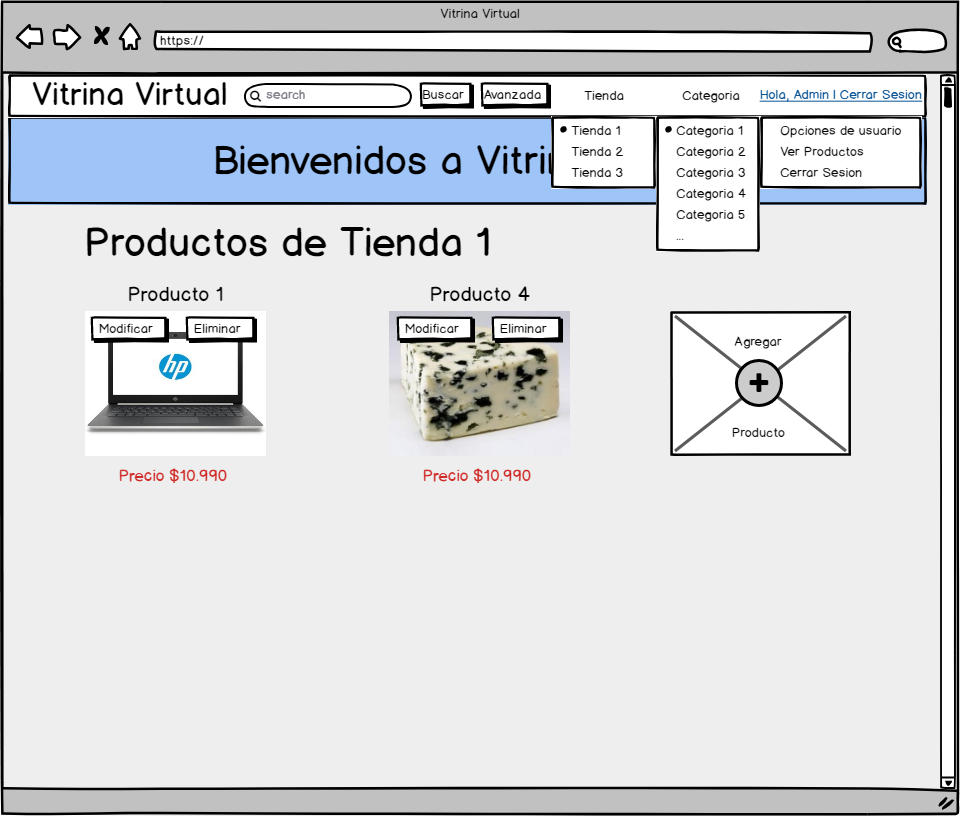 Vitrina Virtual
https://
Vitrina Virtual
search
Buscar
Avanzada
Tienda
Categoria
Hola, Admin | Cerrar Sesion
Bienvenidos a Vitri
Tienda 1
Tienda 2
Tienda 3
Categoria 1
Categoria 2
Categoria 3
Categoria 4
Categoria 5
...
Opciones de usuario
Ver Productos
Cerrar Sesion
Productos de Tienda 1
Producto 1
Modificar
Eliminar
hp
Precio $10.990
Producto 4
Modificar
Eliminar
Precio $10.990
Agregar
Producto